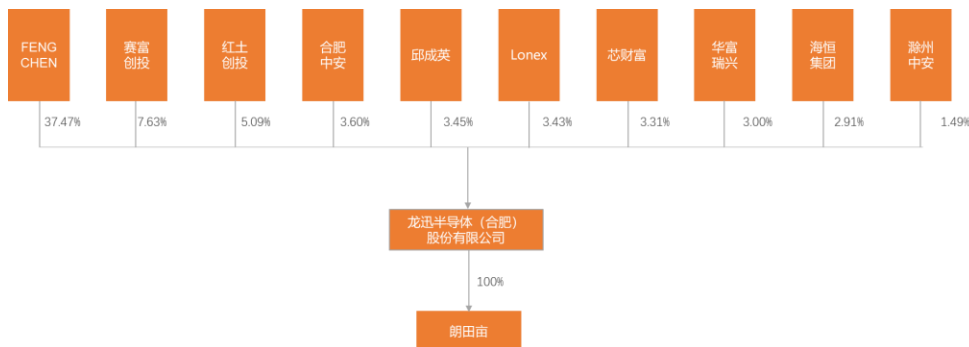 FENG
CHEN
赛富
创投
红土
创投
合肥
中安
邱成英
Lonex
芯财富
华富
瑞兴
海恒
集团
滁州
中安
37.47%
7.63%
5.09%
3.60%
3.45%
3.43%
3.31%
3.00%
2.91%
1.49%
龙迅半导体（合肥）
股份有限公司
100%
朗田亩